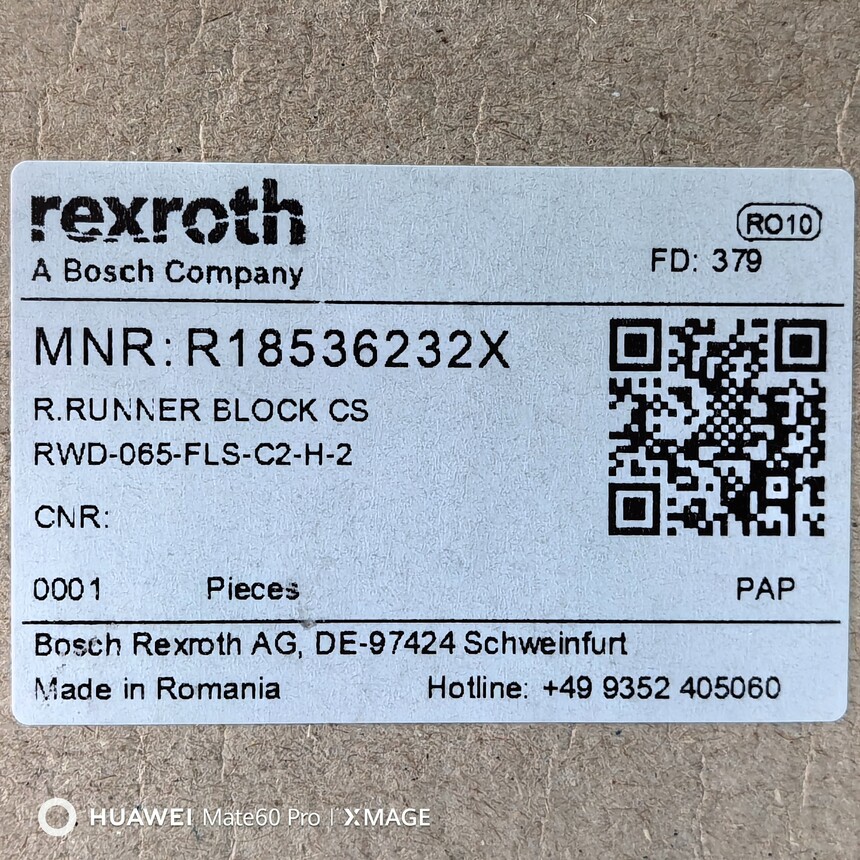 rexroth
A Bosch Company
RO10
FD: 379
MNR: R18536232X
R.RUNNER BLOCK CS
RWD-065-FLS-C2-H-2
CNR:
0001 Pieces PAP
Bosch Rexroth AG, DE-97424 Schweinfurt
Made in Romania Hotline: +49 9352 405060
HUAWEI Mate60 Pro | XMAGE